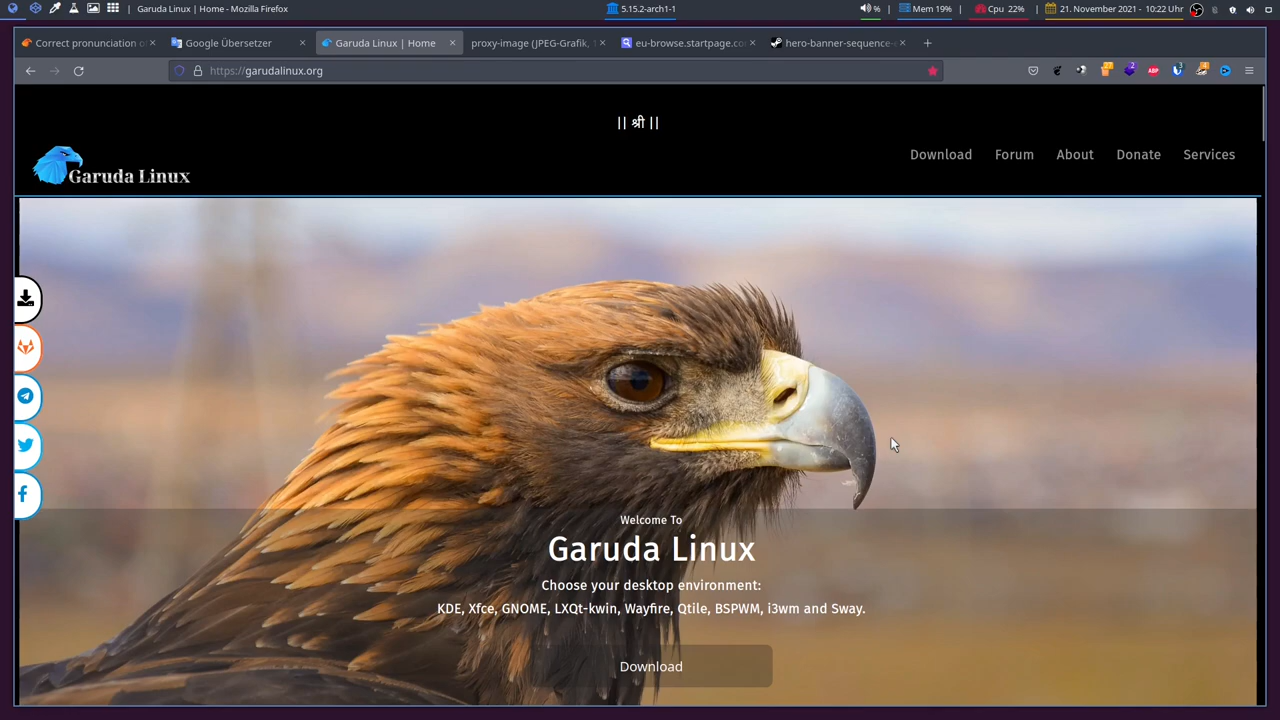 Garuda Linux | Home - Mozilla Firefox
5.15.2-arch1-1
%
Mem 19%
Cpu 22%
21. November 2021 - 10:22 Uhr
Correct pronunciation o
Google Übersetzer
Garuda Linux | Home
proxy-image (JPEG-Grafik,
eu-browse.startpage.co
hero-banner-sequence-
https://garudalinux.org
ABP
|| श्री ||
Garuda Linux
Download
Forum
About
Donate
Services
Welcome To
Garuda Linux
Choose your desktop environment:
KDE, Xfce, GNOME, LXQt-kwin, Wayfire, Qtile, BSPWM, i3wm and Sway.
Download